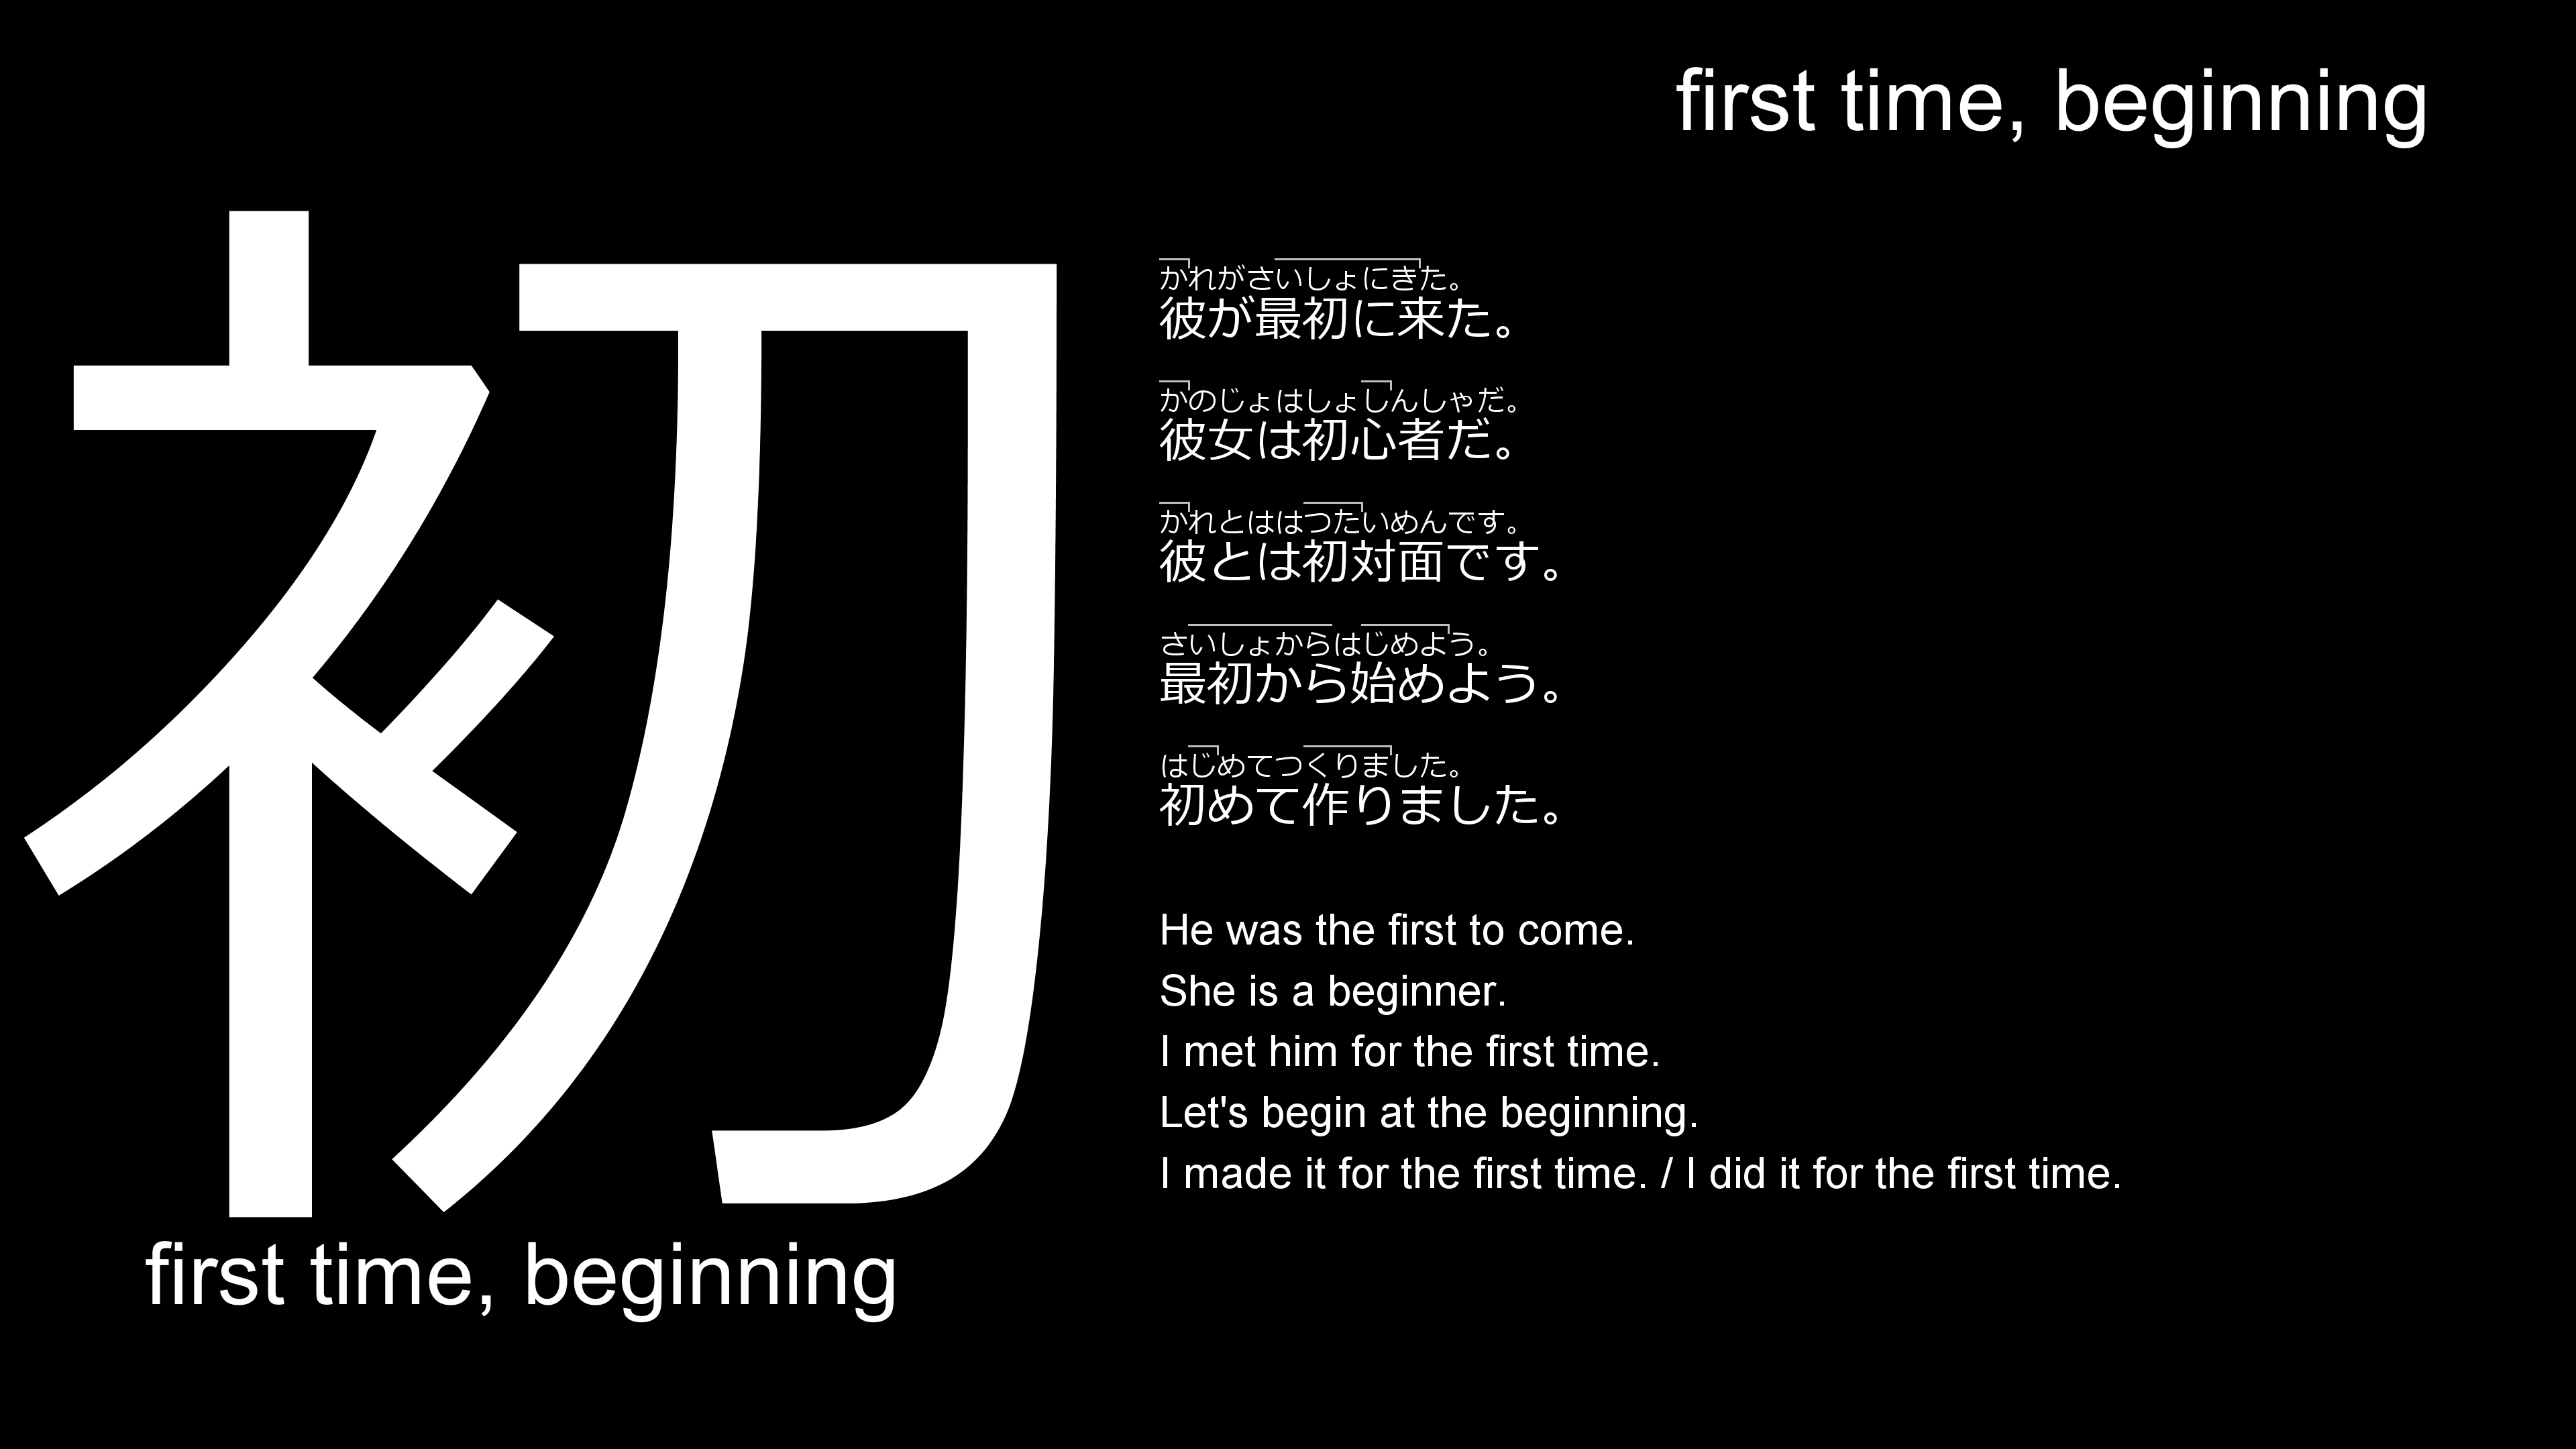 first time, beginning
初
first time, beginning
かれがさいしょにきた。
彼が最初に来た。
かのじょはしょしんしゃだ。
彼女は初心者だ。
かれとははつたいめんです。
彼とは初対面です。
さいしょからはじめよう。
最初から始めよう。
はじめてつくりました。
初めて作りました。
He was the first to come.
She is a beginner.
I met him for the first time.
Let's begin at the beginning.
I made it for the first time. / I did it for the first time.